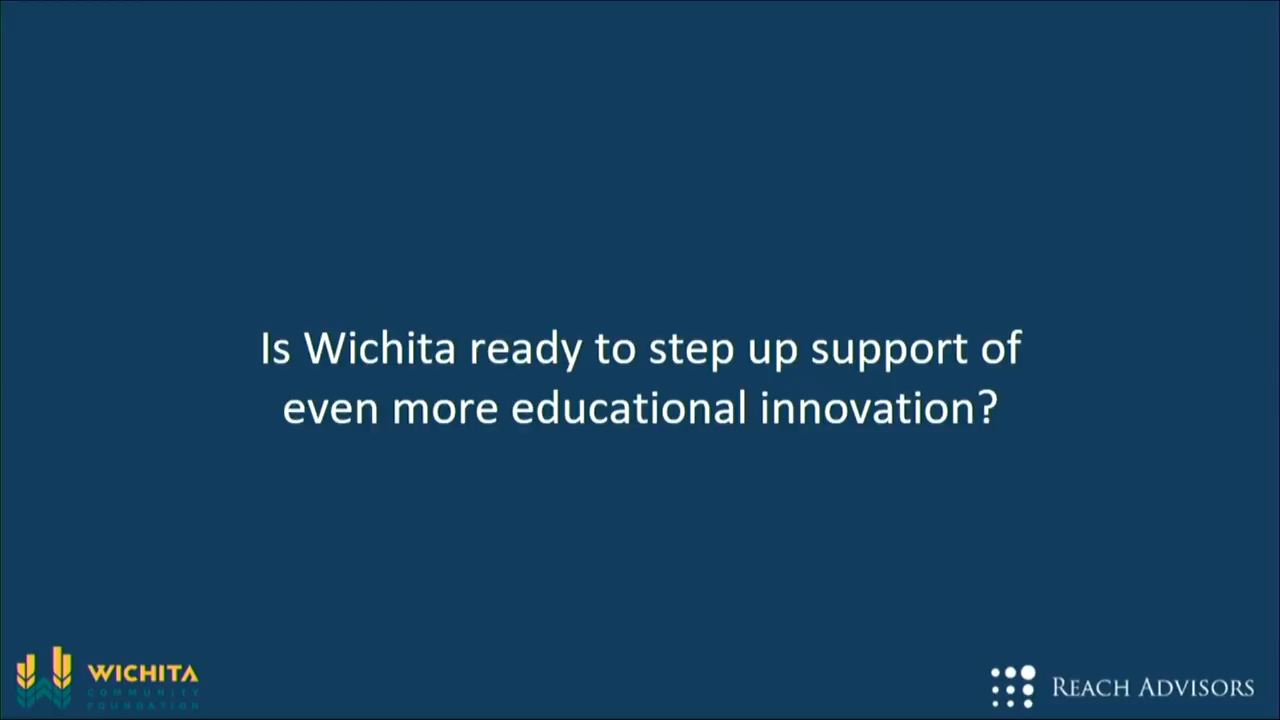 Is Wichita ready to step up support of
even more educational innovation?
WICHITA
COMMUNITY
FOUNDATION
REACH ADVISORS